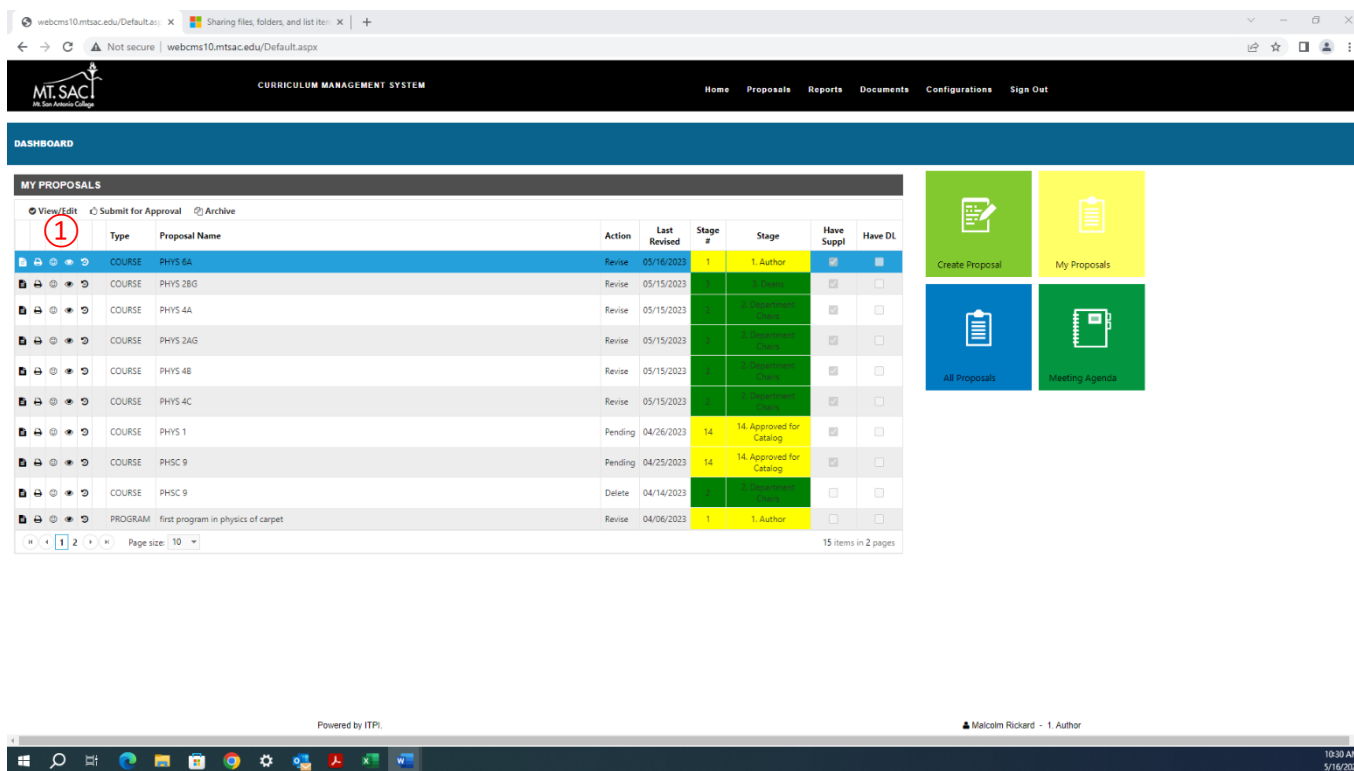 webcms10.mtsac.edu/Default.asp
Sharing files, folders, and list item
Not secure | webcms10.mtsac.edu/Default.aspx
MT. SAC
Mt. San Antonio College
CURRICULUM MANAGEMENT SYSTEM
Home Proposals Reports Documents Configurations Sign Out
DASHBOARD
MY PROPOSALS
View/Edit Submit for Approval Archive
1
Type Proposal Name Action Last Revised Stage # Stage Have Suppl Have DL
COURSE PHYS 6A Revise 05/16/2023 1 1. Author
COURSE PHYS 2BG Revise 05/15/2023 3 3. Deans
COURSE PHYS 4A Revise 05/15/2023 2 2. Department Chairs
COURSE PHYS 2AG Revise 05/15/2023 2 2. Department Chairs
COURSE PHYS 4B Revise 05/15/2023 2 2. Department Chairs
COURSE PHYS 4C Revise 05/15/2023 2 2. Department Chairs
COURSE PHYS 1 Pending 04/26/2023 14 14. Approved for Catalog
COURSE PHSC 9 Pending 04/25/2023 14 14. Approved for Catalog
COURSE PHSC 9 Delete 04/14/2023 2 2. Department Chairs
PROGRAM first program in physics of carpet Revise 04/06/2023 1 1. Author
1 2 Page size: 10 15 items in 2 pages
Create Proposal
My Proposals
All Proposals
Meeting Agenda
Powered by ITPI.
Malcolm Rickard - 1. Author
10:30 AM
5/16/202